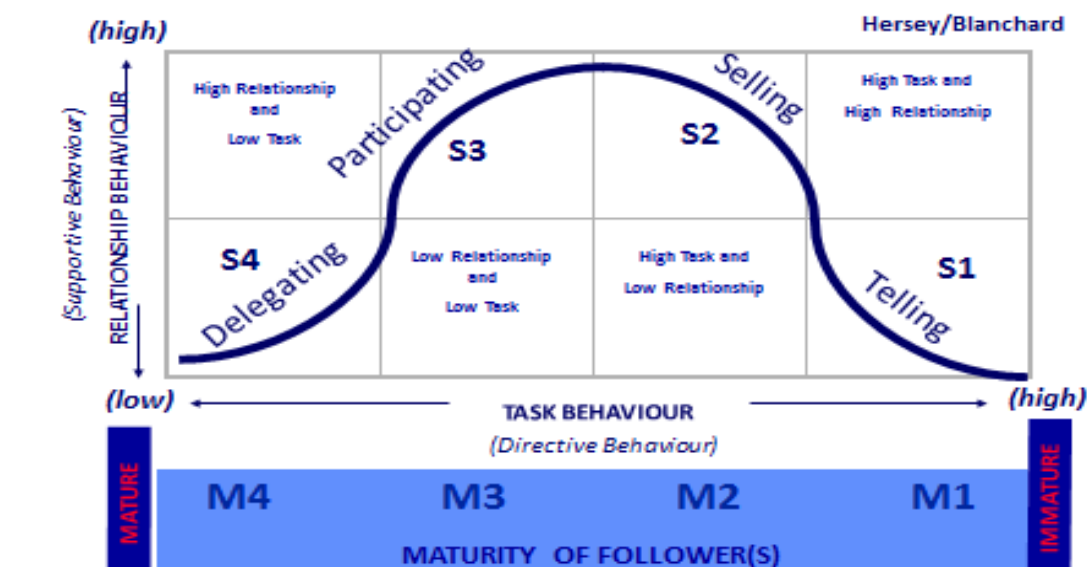 Hersey/Blanchard
(high)
(Supportive Behaviour)
RELATIONSHIP BEHAVIOUR
High Relationship
and
Low Task
Participating
S3
Selling
S2
High Task and
High Relationship
S4
Delegating
Low Relationship
and
Low Task
High Task and
Low Relationship
S1
Telling
(low)
TASK BEHAVIOUR
(high)
(Directive Behaviour)
MATURE
M4
M3
M2
M1
IMMATURE
MATURITY OF FOLLOWER(S)